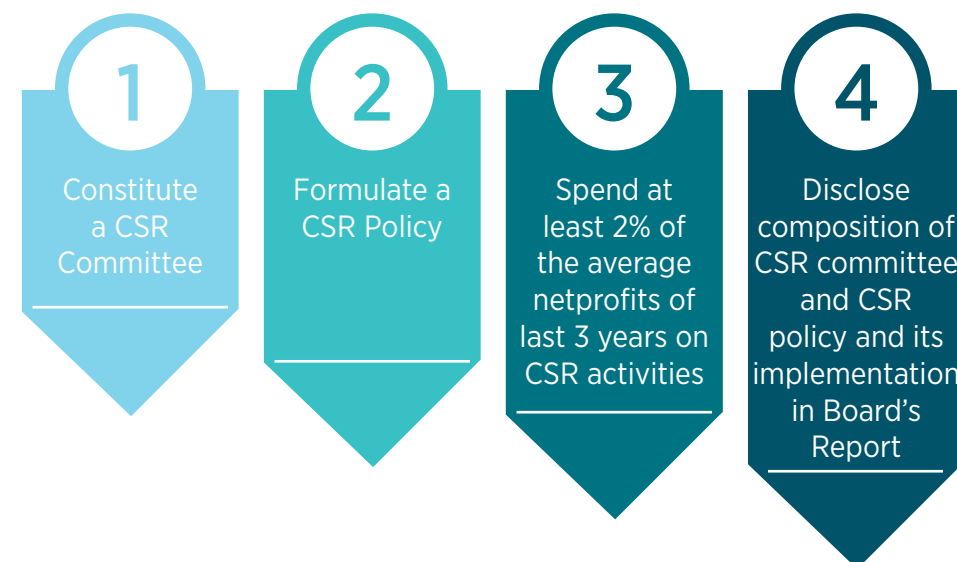 1
Constitute
a CSR
Committee
2
Formulate a
CSR Policy
3
Spend at
least 2% of
the average
netprofits of
last 3 years on
CSR activities
4
Disclose
composition of
CSR committee
and CSR
policy and its
implementation
in Board’s
Report